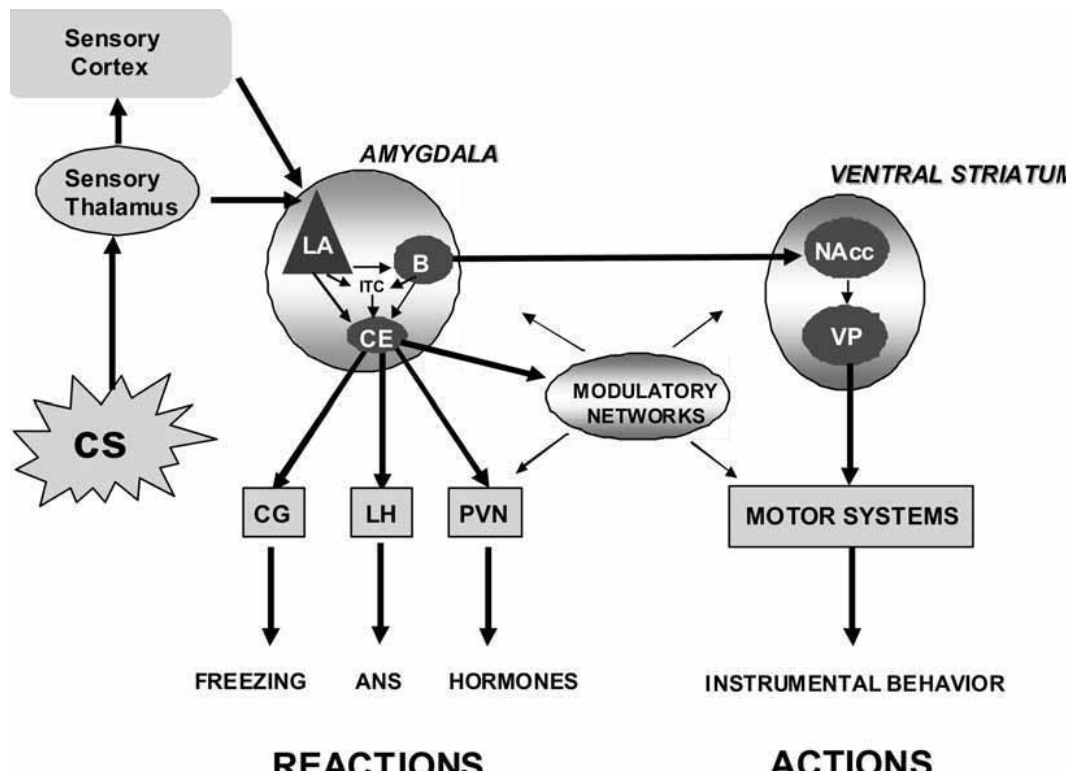 Sensory
Cortex
AMYGDALA
VENTRAL STRIATUM
Sensory
Thalamus
LA
B
ITC
CE
NAcc
VP
MODULATORY
NETWORKS
CS
CG
LH
PVN
MOTOR SYSTEMS
FREEZING
ANS
HORMONES
INSTRUMENTAL BEHAVIOR
REACTIONS
ACTIONS